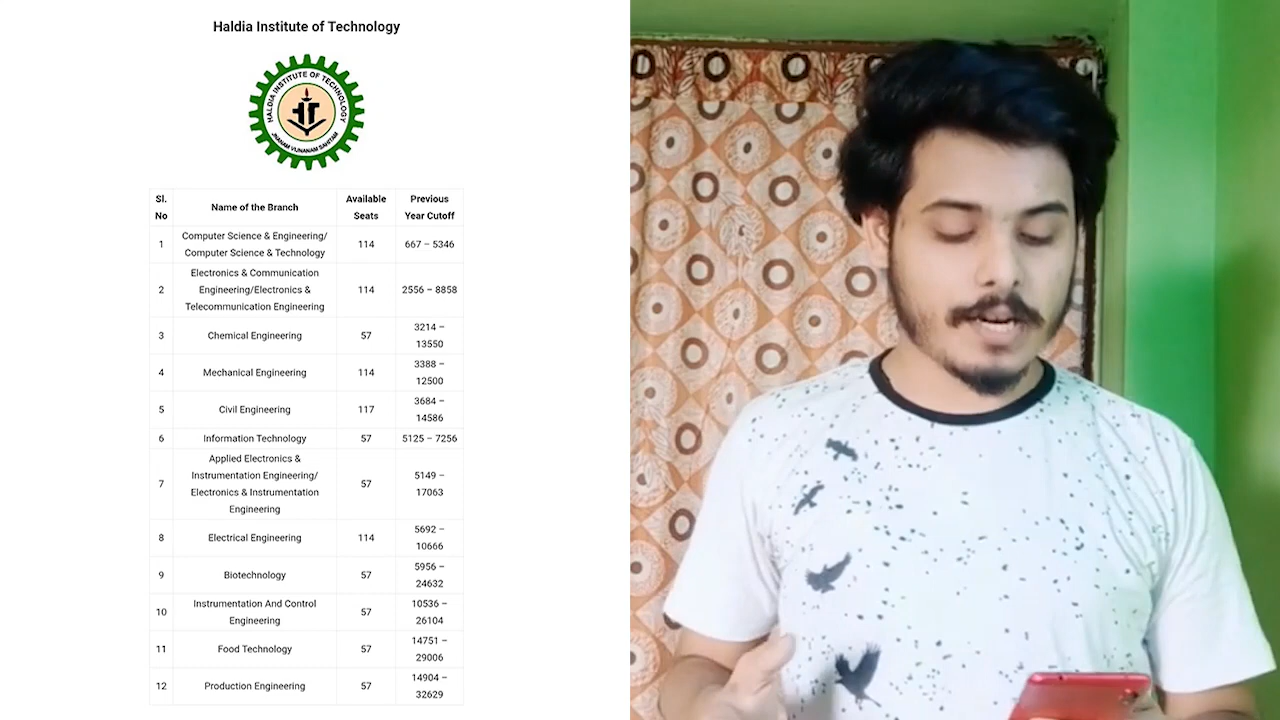 Haldia Institute of Technology
HALDIA INSTITUTE OF TECHNOLOGY
JNANAM VIJNANAM SAHITAM
Sl. No Name of the Branch Available Seats Previous Year Cutoff
1 Computer Science & Engineering/ Computer Science & Technology 114 667 – 5346
2 Electronics & Communication Engineering/Electronics & Telecommunication Engineering 114 2556 – 8858
3 Chemical Engineering 57 3214 – 13550
4 Mechanical Engineering 114 3388 – 12500
5 Civil Engineering 117 3684 – 14586
6 Information Technology 57 5125 – 7256
7 Applied Electronics & Instrumentation Engineering/ Electronics & Instrumentation Engineering 57 5149 – 17063
8 Electrical Engineering 114 5692 – 10666
9 Biotechnology 57 5956 – 24632
10 Instrumentation And Control Engineering 57 10536 – 26104
11 Food Technology 57 14751 – 29006
12 Production Engineering 57 14904 – 32629